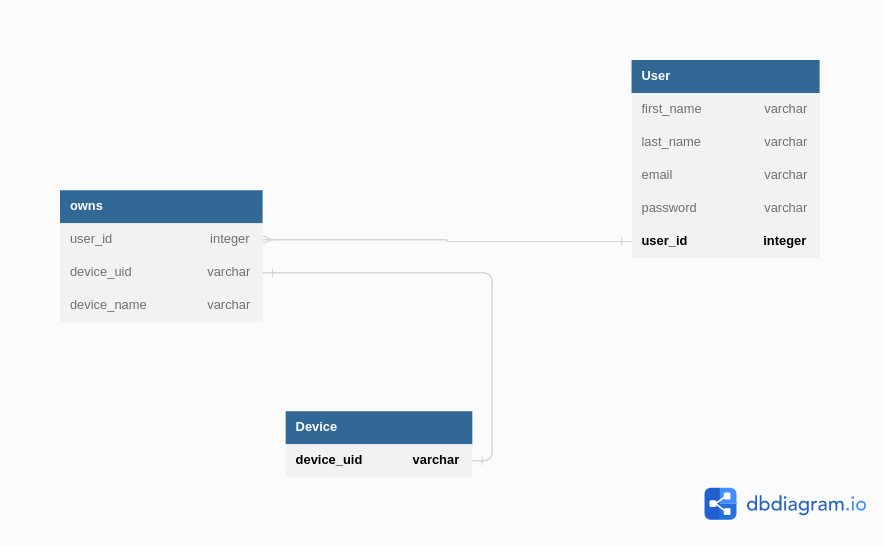 User
first_name varchar
last_name varchar
email varchar
password varchar
user_id integer
owns
user_id integer
device_uid varchar
device_name varchar
Device
device_uid varchar
dbdiagram.io